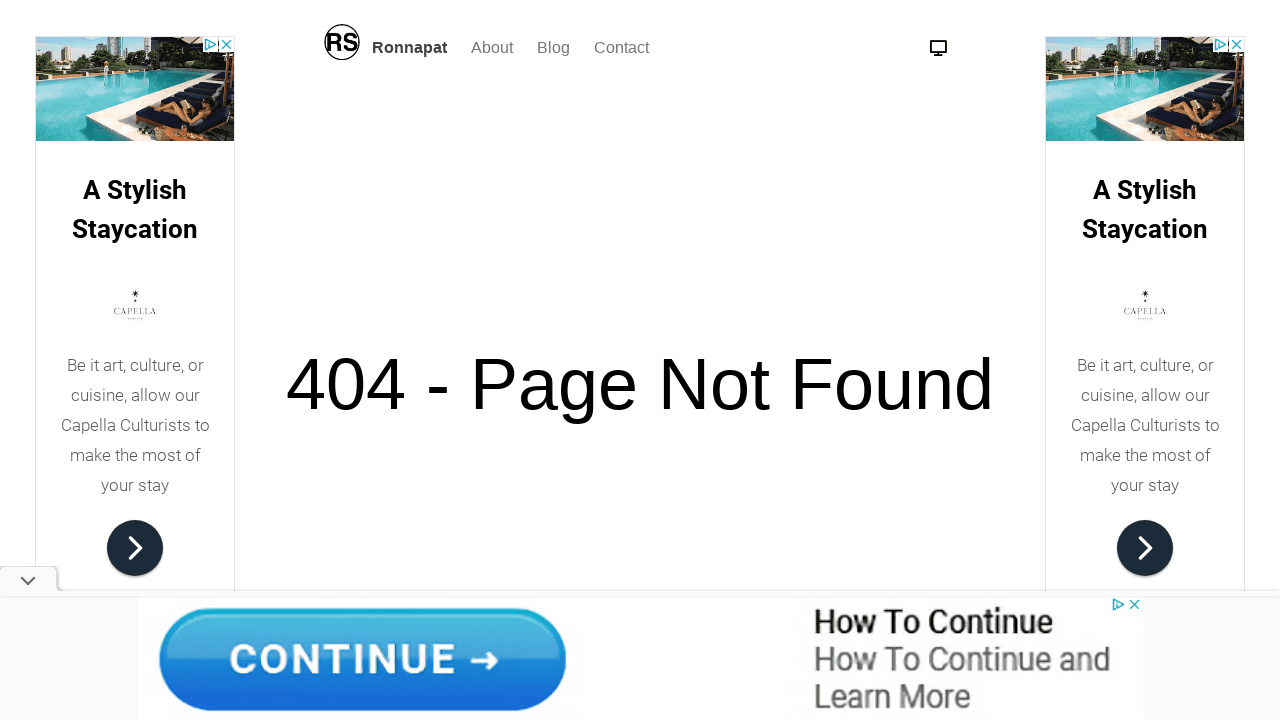 RS Ronnapat About Blog Contact
A Stylish
Staycation
CAPELLA
Be it art, culture, or
cuisine, allow our
Capella Culturists to
make the most of
your stay
404 - Page Not Found
A Stylish
Staycation
CAPELLA
Be it art, culture, or
cuisine, allow our
Capella Culturists to
make the most of
your stay
CONTINUE →
How To Continue
How To Continue and
Learn More